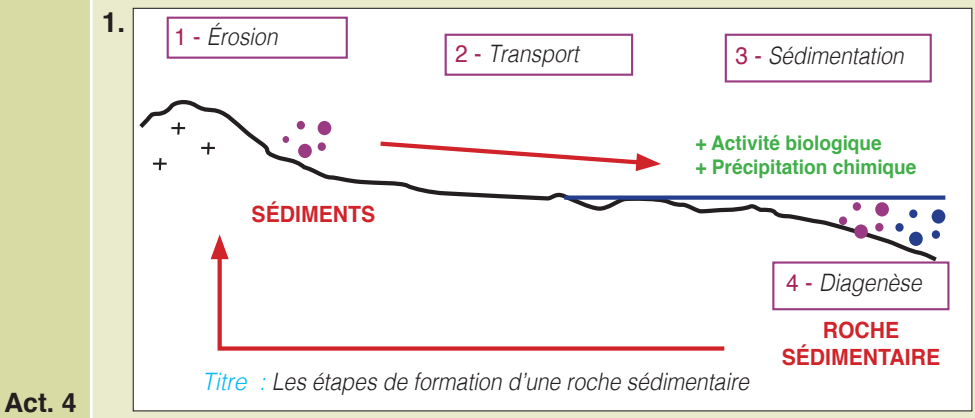 1.
1 - Érosion
2 - Transport
3 - Sédimentation
+ Activité biologique
+ Précipitation chimique
SÉDIMENTS
4 - Diagenèse
ROCHE
SÉDIMENTAIRE
Titre : Les étapes de formation d'une roche sédimentaire
Act. 4